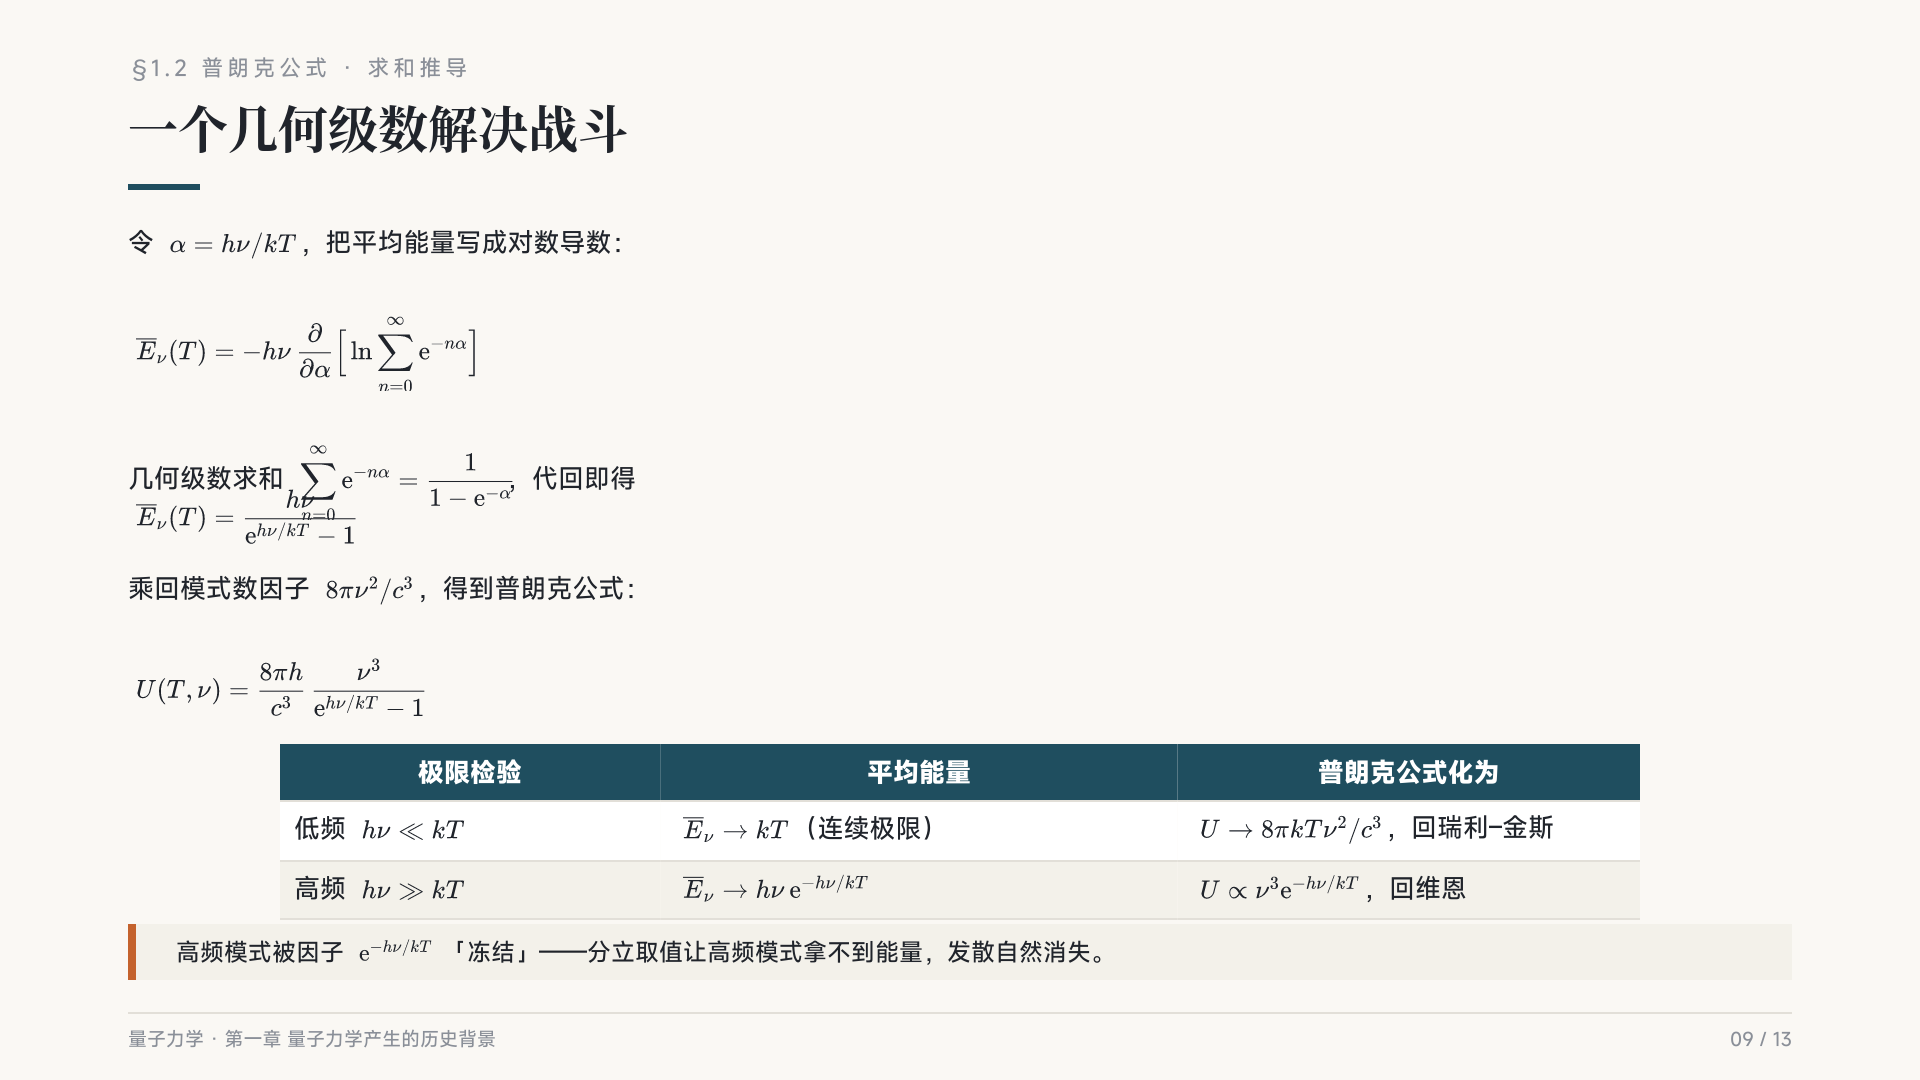 §1.2 普朗克公式 · 求和推导
一个几何级数解决战斗
令 α = hν/kT，把平均能量写成对数导数：
E̅_ν(T) = −hν ∂/∂α [ln ∑_{n=0}^{∞} e^{−nα}]
几何级数求和 ∑_{n=0}^{∞} e^{−nα} = 1/(1 − e^{−α})，代回即得
E̅_ν(T) = hν/(e^{hν/kT} − 1)
乘回模式数因子 8πν²/c³，得到普朗克公式：
U(T, ν) = (8πh/c³) (ν³/(e^{hν/kT} − 1))
极限检验 平均能量 普朗克公式化为
低频 hν ≪ kT E̅_ν → kT（连续极限） U → 8πkTν²/c³，回瑞利–金斯
高频 hν ≫ kT E̅_ν → hν e^{−hν/kT} U ∝ ν³e^{−hν/kT}，回维恩
高频模式被因子 e^{−hν/kT} 「冻结」——分立取值让高频模式拿不到能量，发散自然消失。
量子力学 · 第一章 量子力学产生的历史背景
09 / 13